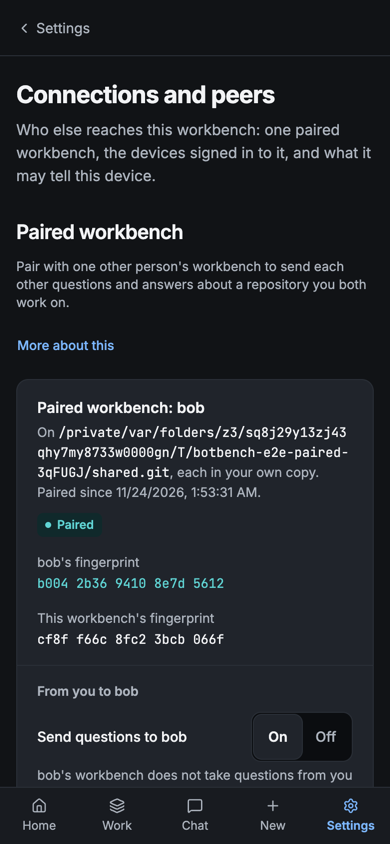 Settings
Connections and peers
Who else reaches this workbench: one paired
workbench, the devices signed in to it, and what it
may tell this device.
Paired workbench
Pair with one other person's workbench to send each
other questions and answers about a repository you both
work on.
More about this
Paired workbench: bob
On /private/var/folders/z3/sq8j29y13zj43
qhy7my8733w0000gn/T/botbench-e2e-paired-
3qFUGJ/shared.git, each in your own copy.
Paired since 11/24/2026, 1:53:31 AM.
Paired
bob's fingerprint
b004 2b36 9410 8e7d 5612
This workbench's fingerprint
cf8f f66c 8fc2 3bcb 066f
From you to bob
Send questions to bob
On
Off
bob's workbench does not take questions from you
Home
Work
Chat
New
Settings